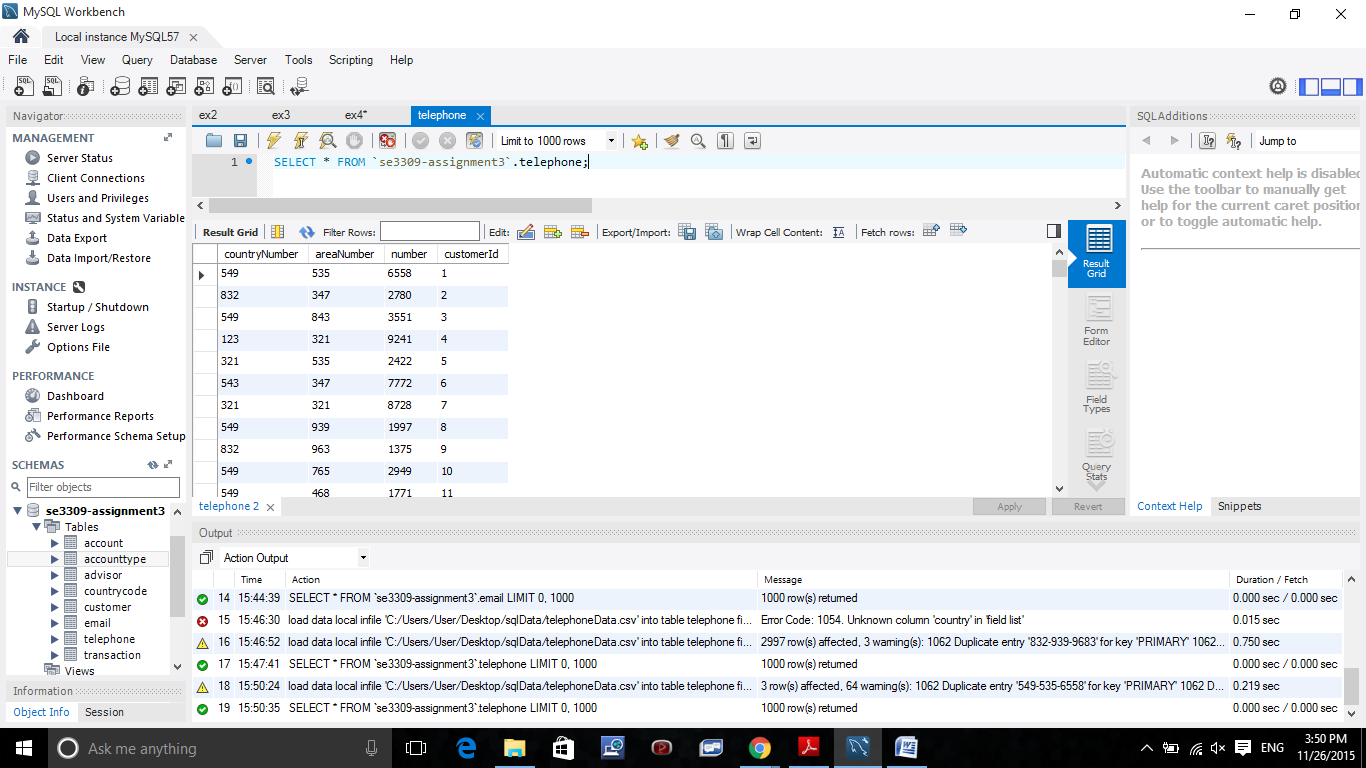 MySQL Workbench
Local instance MySQL57
File Edit View Query Database Server Tools Scripting Help
Navigator
MANAGEMENT
Server Status
Client Connections
Users and Privileges
Status and System Variable
Data Export
Data Import/Restore
INSTANCE
Startup / Shutdown
Server Logs
Options File
PERFORMANCE
Dashboard
Performance Reports
Performance Schema Setup
SCHEMAS
Filter objects
se3309-assignment3
Tables
account
accounttype
advisor
countrycode
customer
email
telephone
transaction
Views
Information
Object Info Session
ex2 ex3 ex4* telephone
Limit to 1000 rows
1 SELECT * FROM `se3309-assignment3`.telephone;
Result Grid Filter Rows: Edit: Export/Import: Wrap Cell Content: Fetch rows:
countryNumber areaNumber number customerId
549 535 6558 1
832 347 2780 2
549 843 3551 3
123 321 9241 4
321 535 2422 5
543 347 7772 6
321 321 8728 7
549 939 1997 8
832 963 1375 9
549 765 2949 10
549 468 1771 11
Result
Grid
Form
Editor
Field
Types
Query
Stats
telephone 2
Apply Revert
SQLAdditions
Jump to
Automatic context help is disabled
Use the toolbar to manually get
help for the current caret position
or to toggle automatic help.
Context Help Snippets
Output
Action Output
Time Action Message Duration / Fetch
14 15:44:39 SELECT * FROM `se3309-assignment3`.email LIMIT 0, 1000 1000 row(s) returned 0.000 sec / 0.000 sec
15 15:46:30 load data local infile 'C:/Users/User/Desktop/sqlData/telephoneData.csv' into table telephone fi... Error Code: 1054. Unknown column 'country' in 'field list' 0.015 sec
16 15:46:52 load data local infile 'C:/Users/User/Desktop/sqlData/telephoneData.csv' into table telephone fi... 2997 row(s) affected, 3 warning(s): 1062 Duplicate entry '832-939-9683' for key 'PRIMARY' 1062... 0.750 sec
17 15:47:41 SELECT * FROM `se3309-assignment3`.telephone LIMIT 0, 1000 1000 row(s) returned 0.000 sec / 0.000 sec
18 15:50:24 load data local infile 'C:/Users/User/Desktop/sqlData/telephoneData.csv' into table telephone fi... 3 row(s) affected, 64 warning(s): 1062 Duplicate entry '549-535-6558' for key 'PRIMARY' 1062 D... 0.219 sec
19 15:50:35 SELECT * FROM `se3309-assignment3`.telephone LIMIT 0, 1000 1000 row(s) returned 0.000 sec / 0.000 sec
Ask me anything
ENG
3:50 PM
11/26/2015